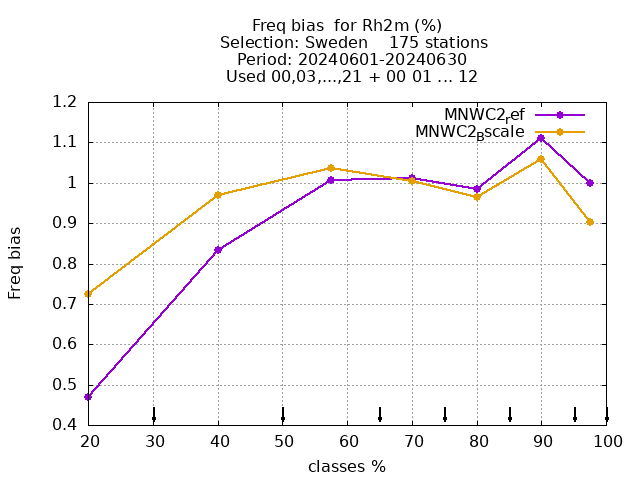 Freq bias  for Rh2m (%)
Selection: Sweden    175 stations
Period: 20240601-20240630
Used 00,03,...,21 + 00 01 ... 12
MNWC2ref
MNWC2Bscale
1.2
1.1
1
0.9
0.8
0.7
0.6
0.5
0.4
Freq bias
20 30 40 50 60 70 80 90 100
classes %